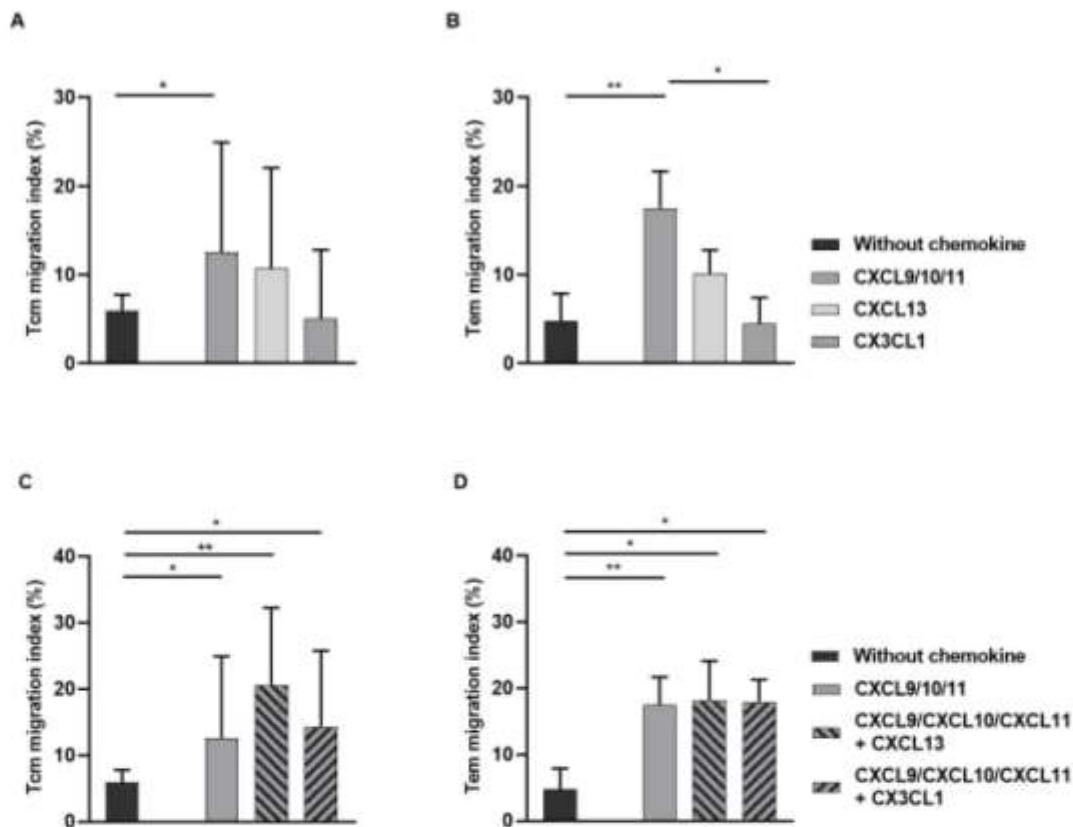 A
B
*
**
*
30
20
10
0
Tcm migration index (%)
30
20
10
0
Tem migration index (%)
Without chemokine
CXCL9/10/11
CXCL13
CX3CL1
C
D
*
**
*
40
30
20
10
0
Tcm migration index (%)
*
*
**
40
30
20
10
0
Tem migration index (%)
Without chemokine
CXCL9/10/11
CXCL9/CXCL10/CXCL11
+ CXCL13
CXCL9/CXCL10/CXCL11
+ CX3CL1